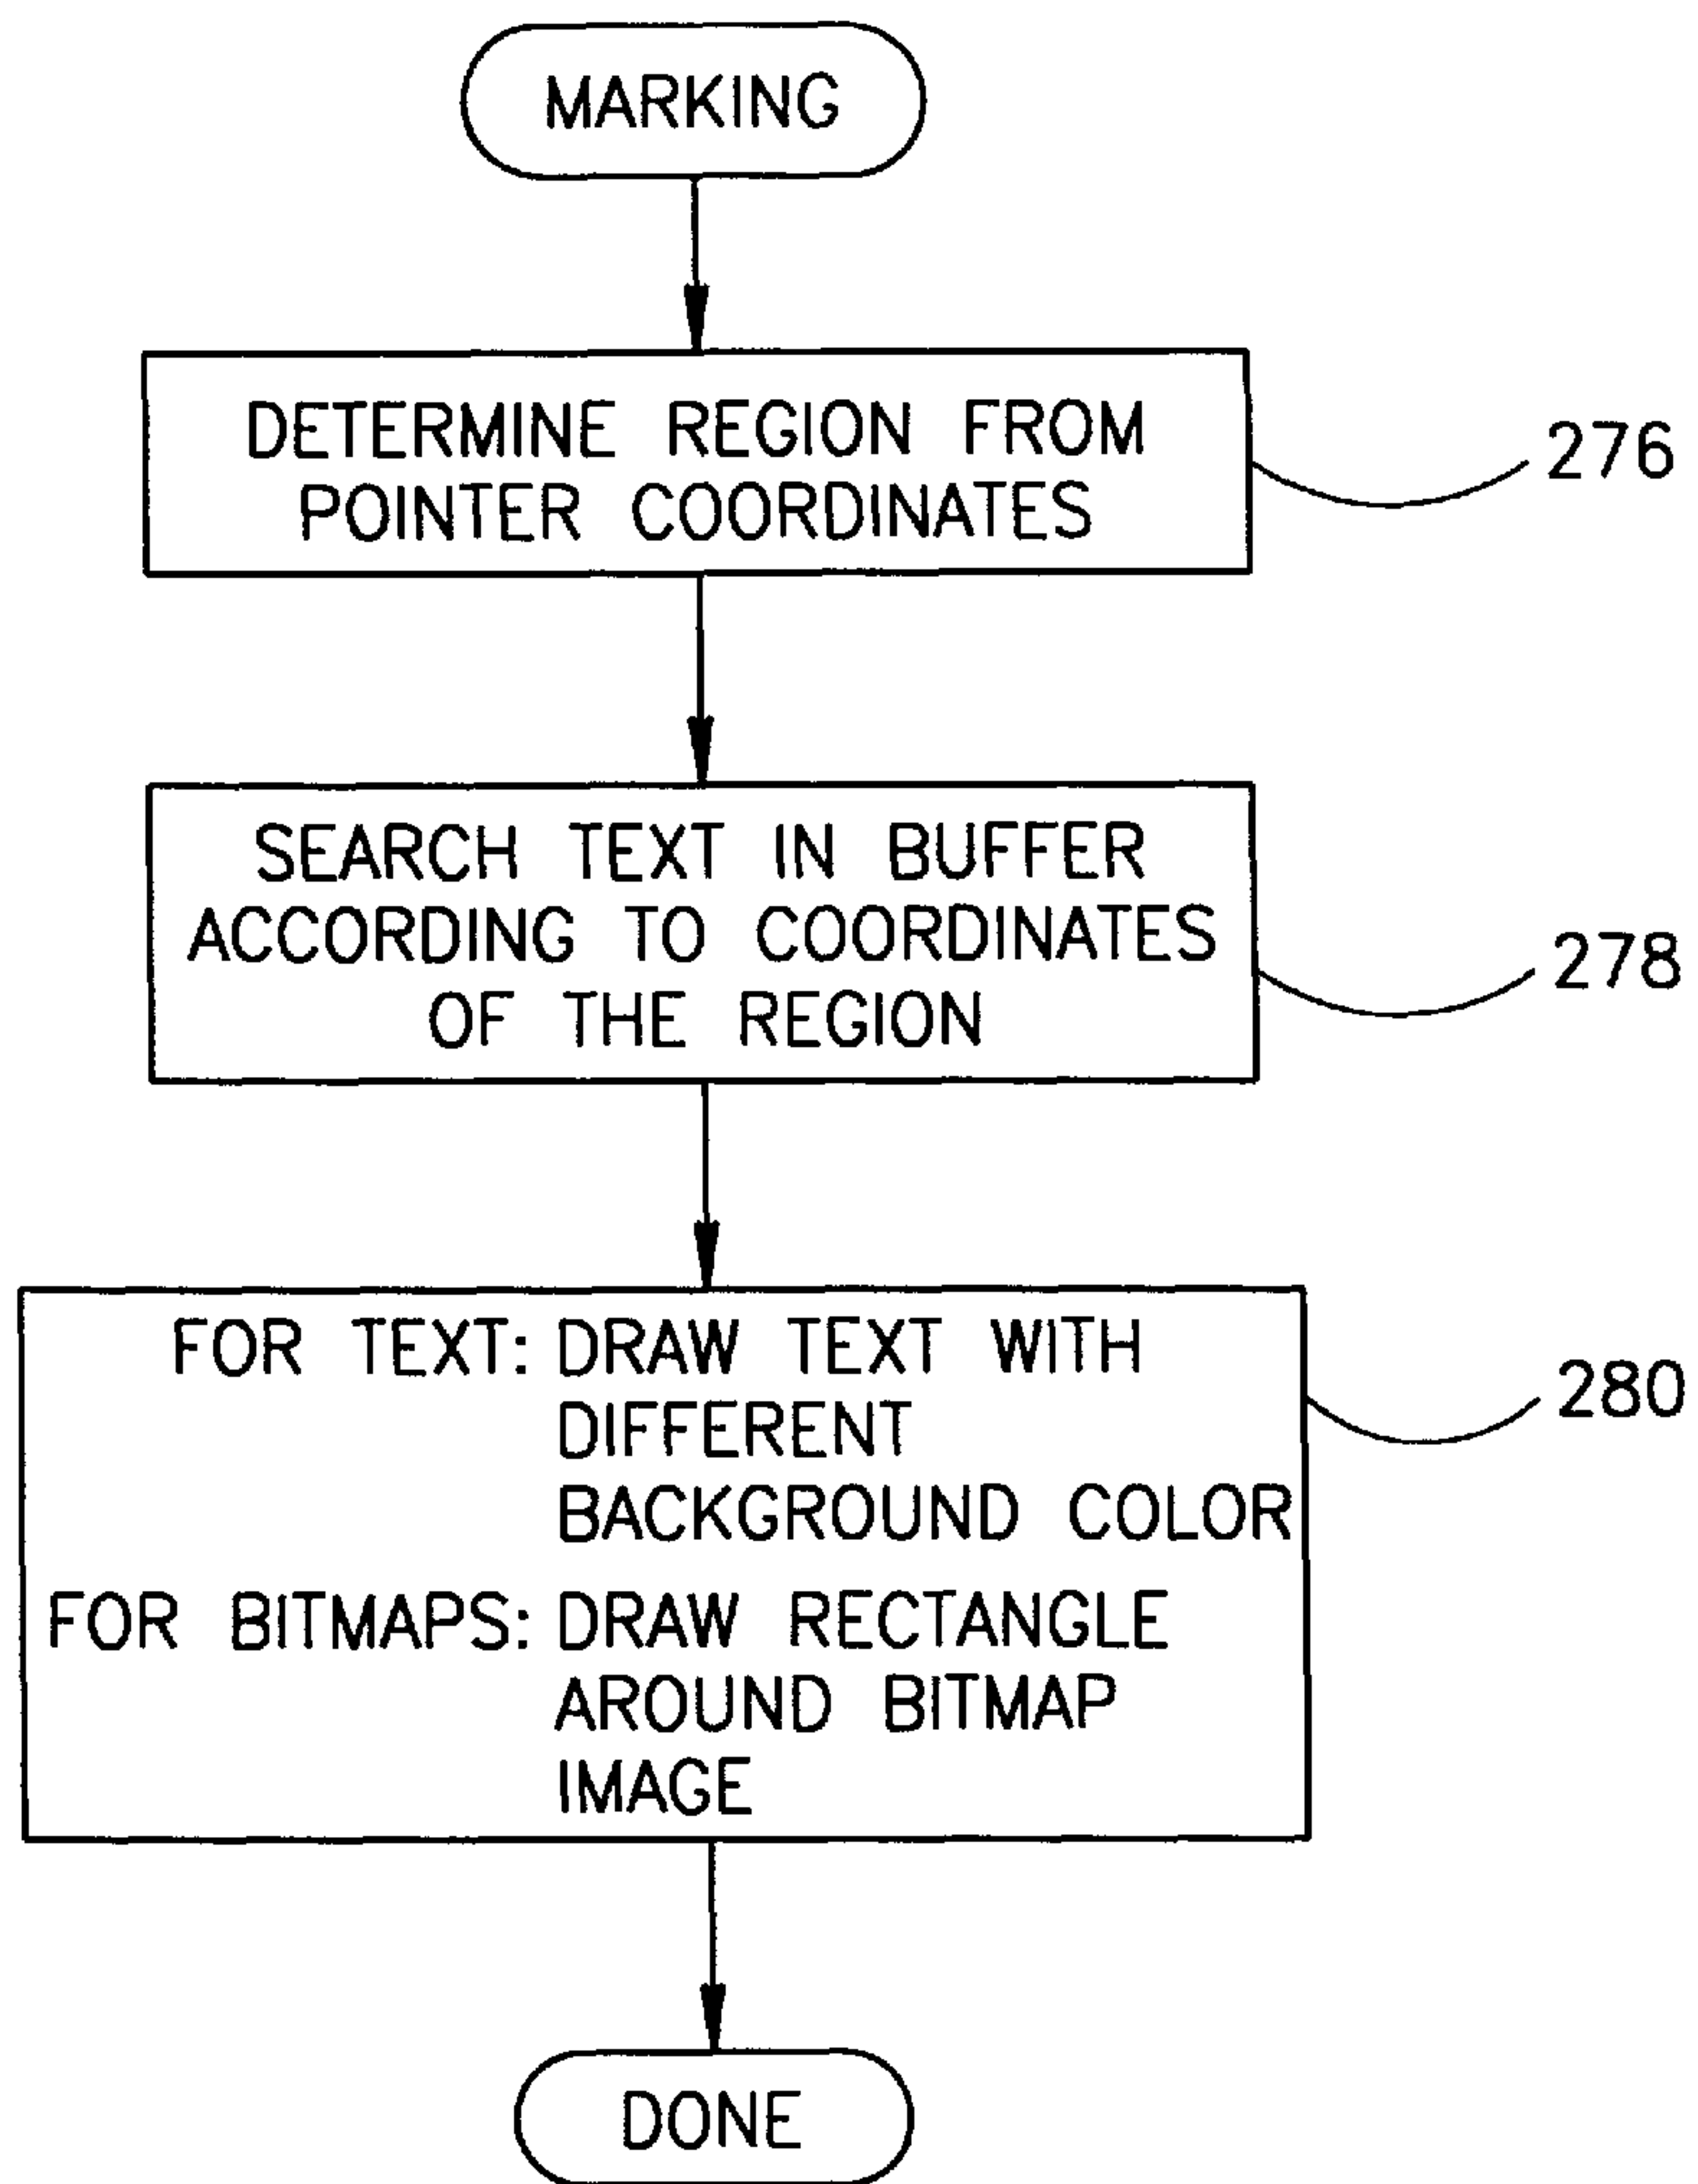 MARKING
DETERMINE REGION FROM
POINTER COORDINATES
276
SEARCH TEXT IN BUFFER
ACCORDING TO COORDINATES
OF THE REGION
278
FOR TEXT: DRAW TEXT WITH
DIFFERENT
BACKGROUND COLOR
280
FOR BITMAPS: DRAW RECTANGLE
AROUND BITMAP
IMAGE
DONE